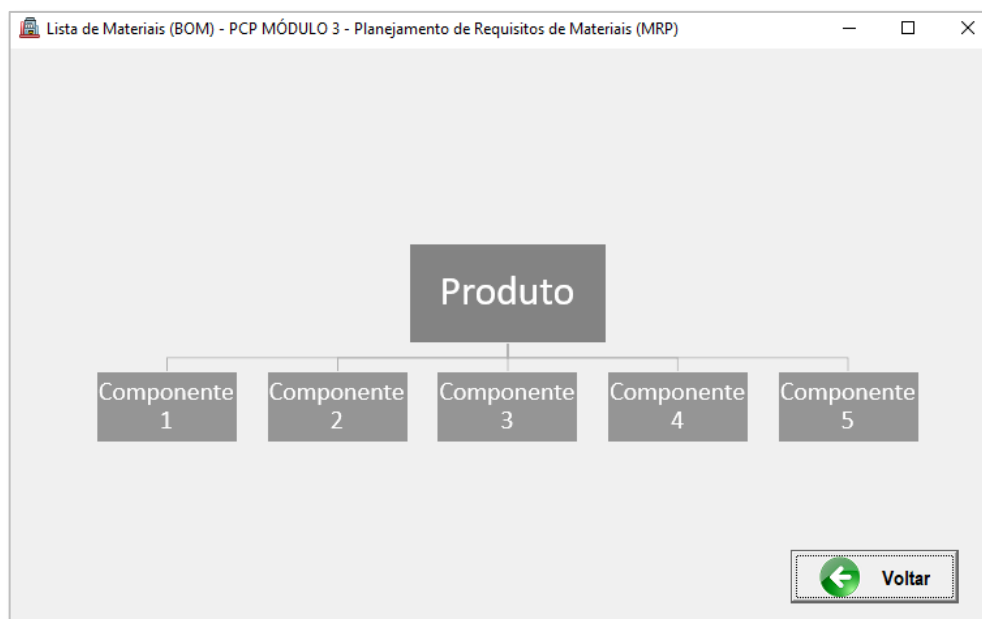 Lista de Materiais (BOM) - PCP MÓDULO 3 - Planejamento de Requisitos de Materiais (MRP)
Produto
Componente
1
Componente
2
Componente
3
Componente
4
Componente
5
Voltar